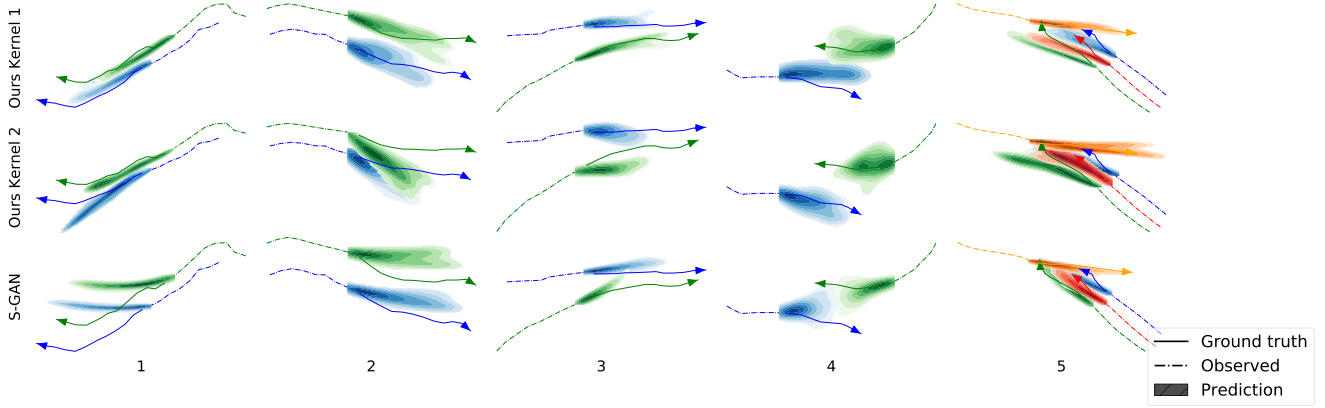 Ours Kernel 1
Ours Kernel 2
S-GAN
1 2 3 4 5
Ground truth
Observed
Prediction